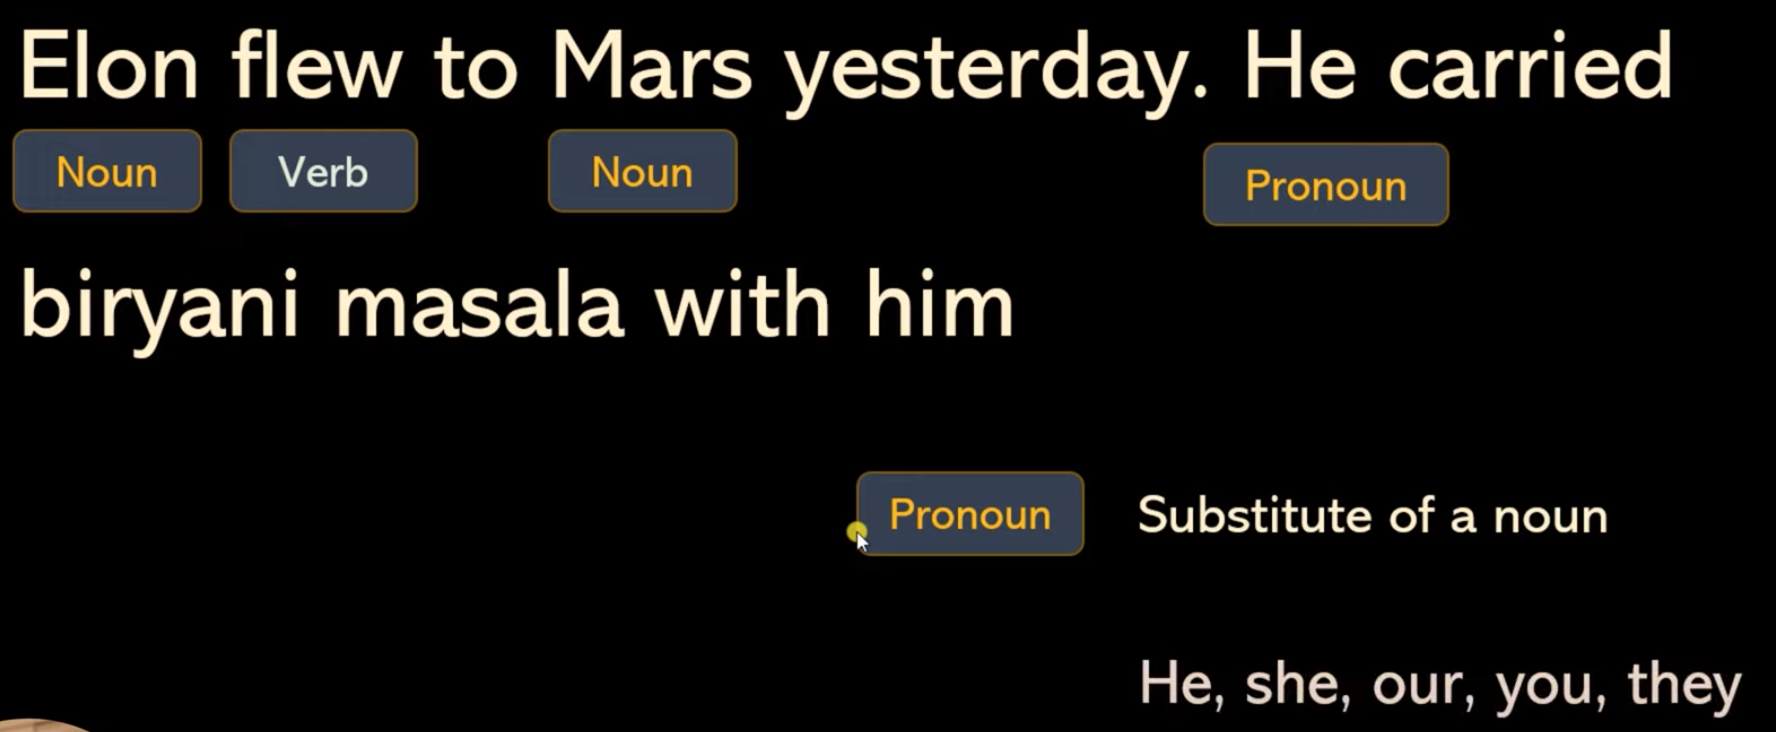 Elon flew to Mars yesterday. He carried
Noun Verb Noun Pronoun
biryani masala with him
Pronoun Substitute of a noun
He, she, our, you, they